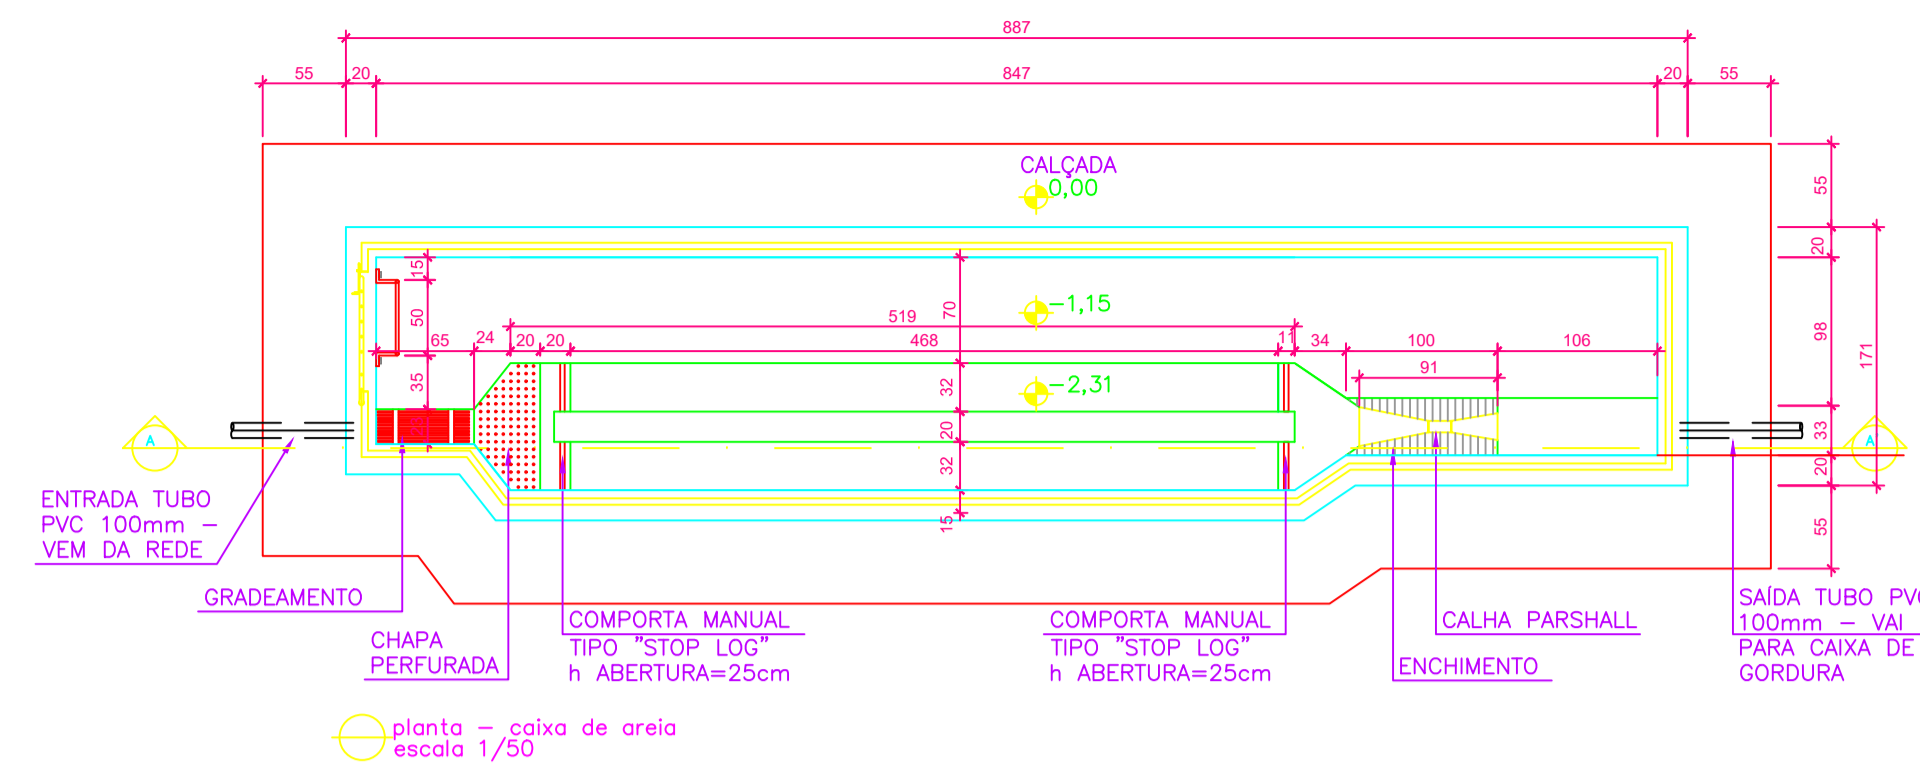 887
55
20
847
20
55
CALÇADA
0,00
55
20
15
50
35
70
-1,15
519
98
171
65
24
20
20
468
11
34
100
106
91
32
-2,31
20
32
15
33
20
55
A
A
ENTRADA TUBO
PVC 100mm –
VEM DA REDE
GRADEAMENTO
CHAPA
PERFURADA
COMPORTA MANUAL
TIPO "STOP LOG"
h ABERTURA=25cm
COMPORTA MANUAL
TIPO "STOP LOG"
h ABERTURA=25cm
CALHA PARSHALL
ENCHIMENTO
SAÍDA TUBO PVC
100mm – VAI
PARA CAIXA DE
GORDURA
planta – caixa de areia
escala 1/50